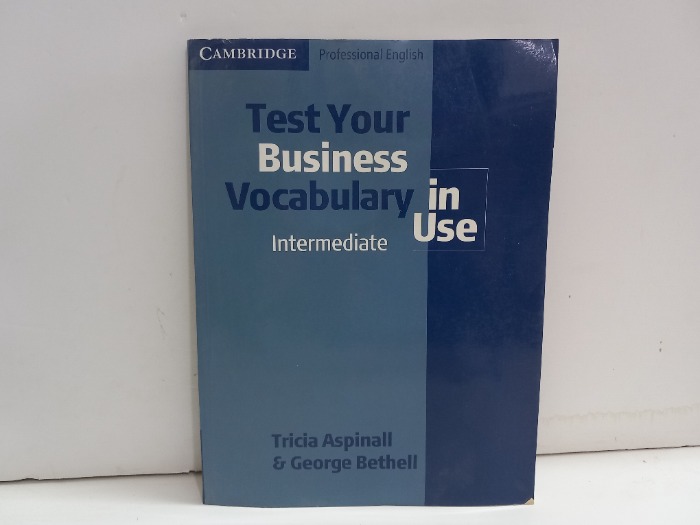 CAMBRIDGE Professional English
Test Your
Business
Vocabulary in
Use
Intermediate
Tricia Aspinall
& George Bethell